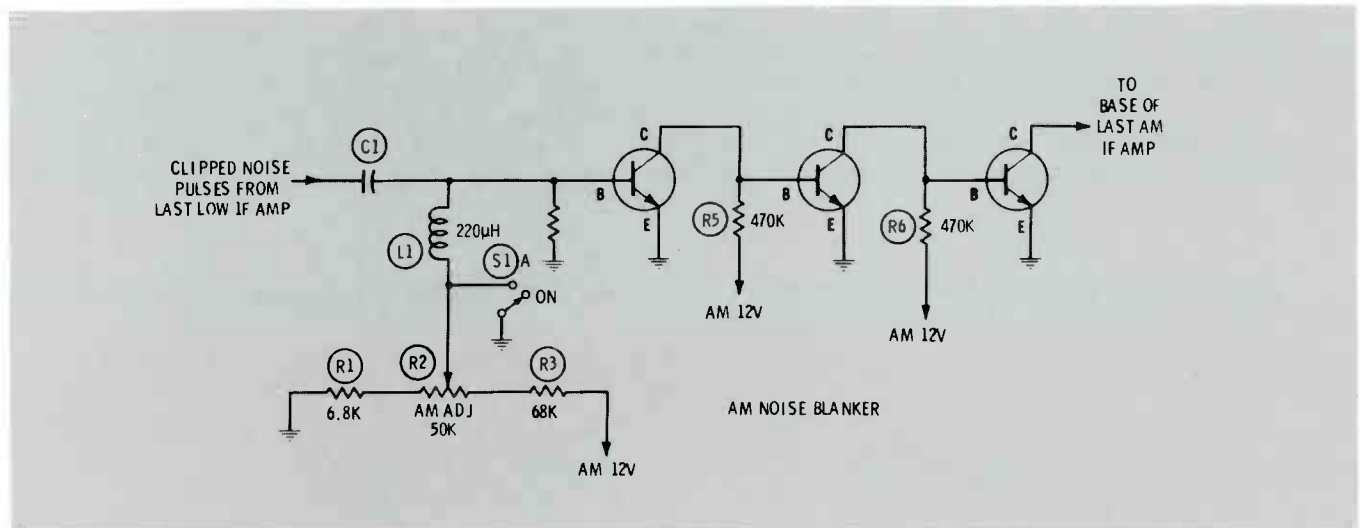 CLIPPED NOISE
PULSES FROM
LAST LOW IF AMP
C1
L1
220μH
S1 A
ON
R1
6.8K
R2
AM ADJ
50K
R3
68K
AM 12V
B
C
E
R5
470K
AM 12V
B
C
E
R6
470K
AM 12V
B
C
E
TO
BASE OF
LAST AM
IF AMP
AM NOISE BLANKER